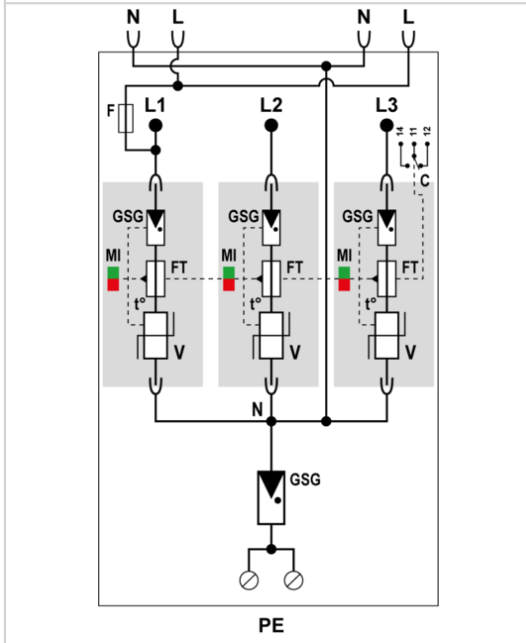 N L N L
F L1 L2 L3
14 11 12
C
GSG GSG GSG
MI FT MI FT MI FT
t° t° t°
V V V
N
GSG
PE